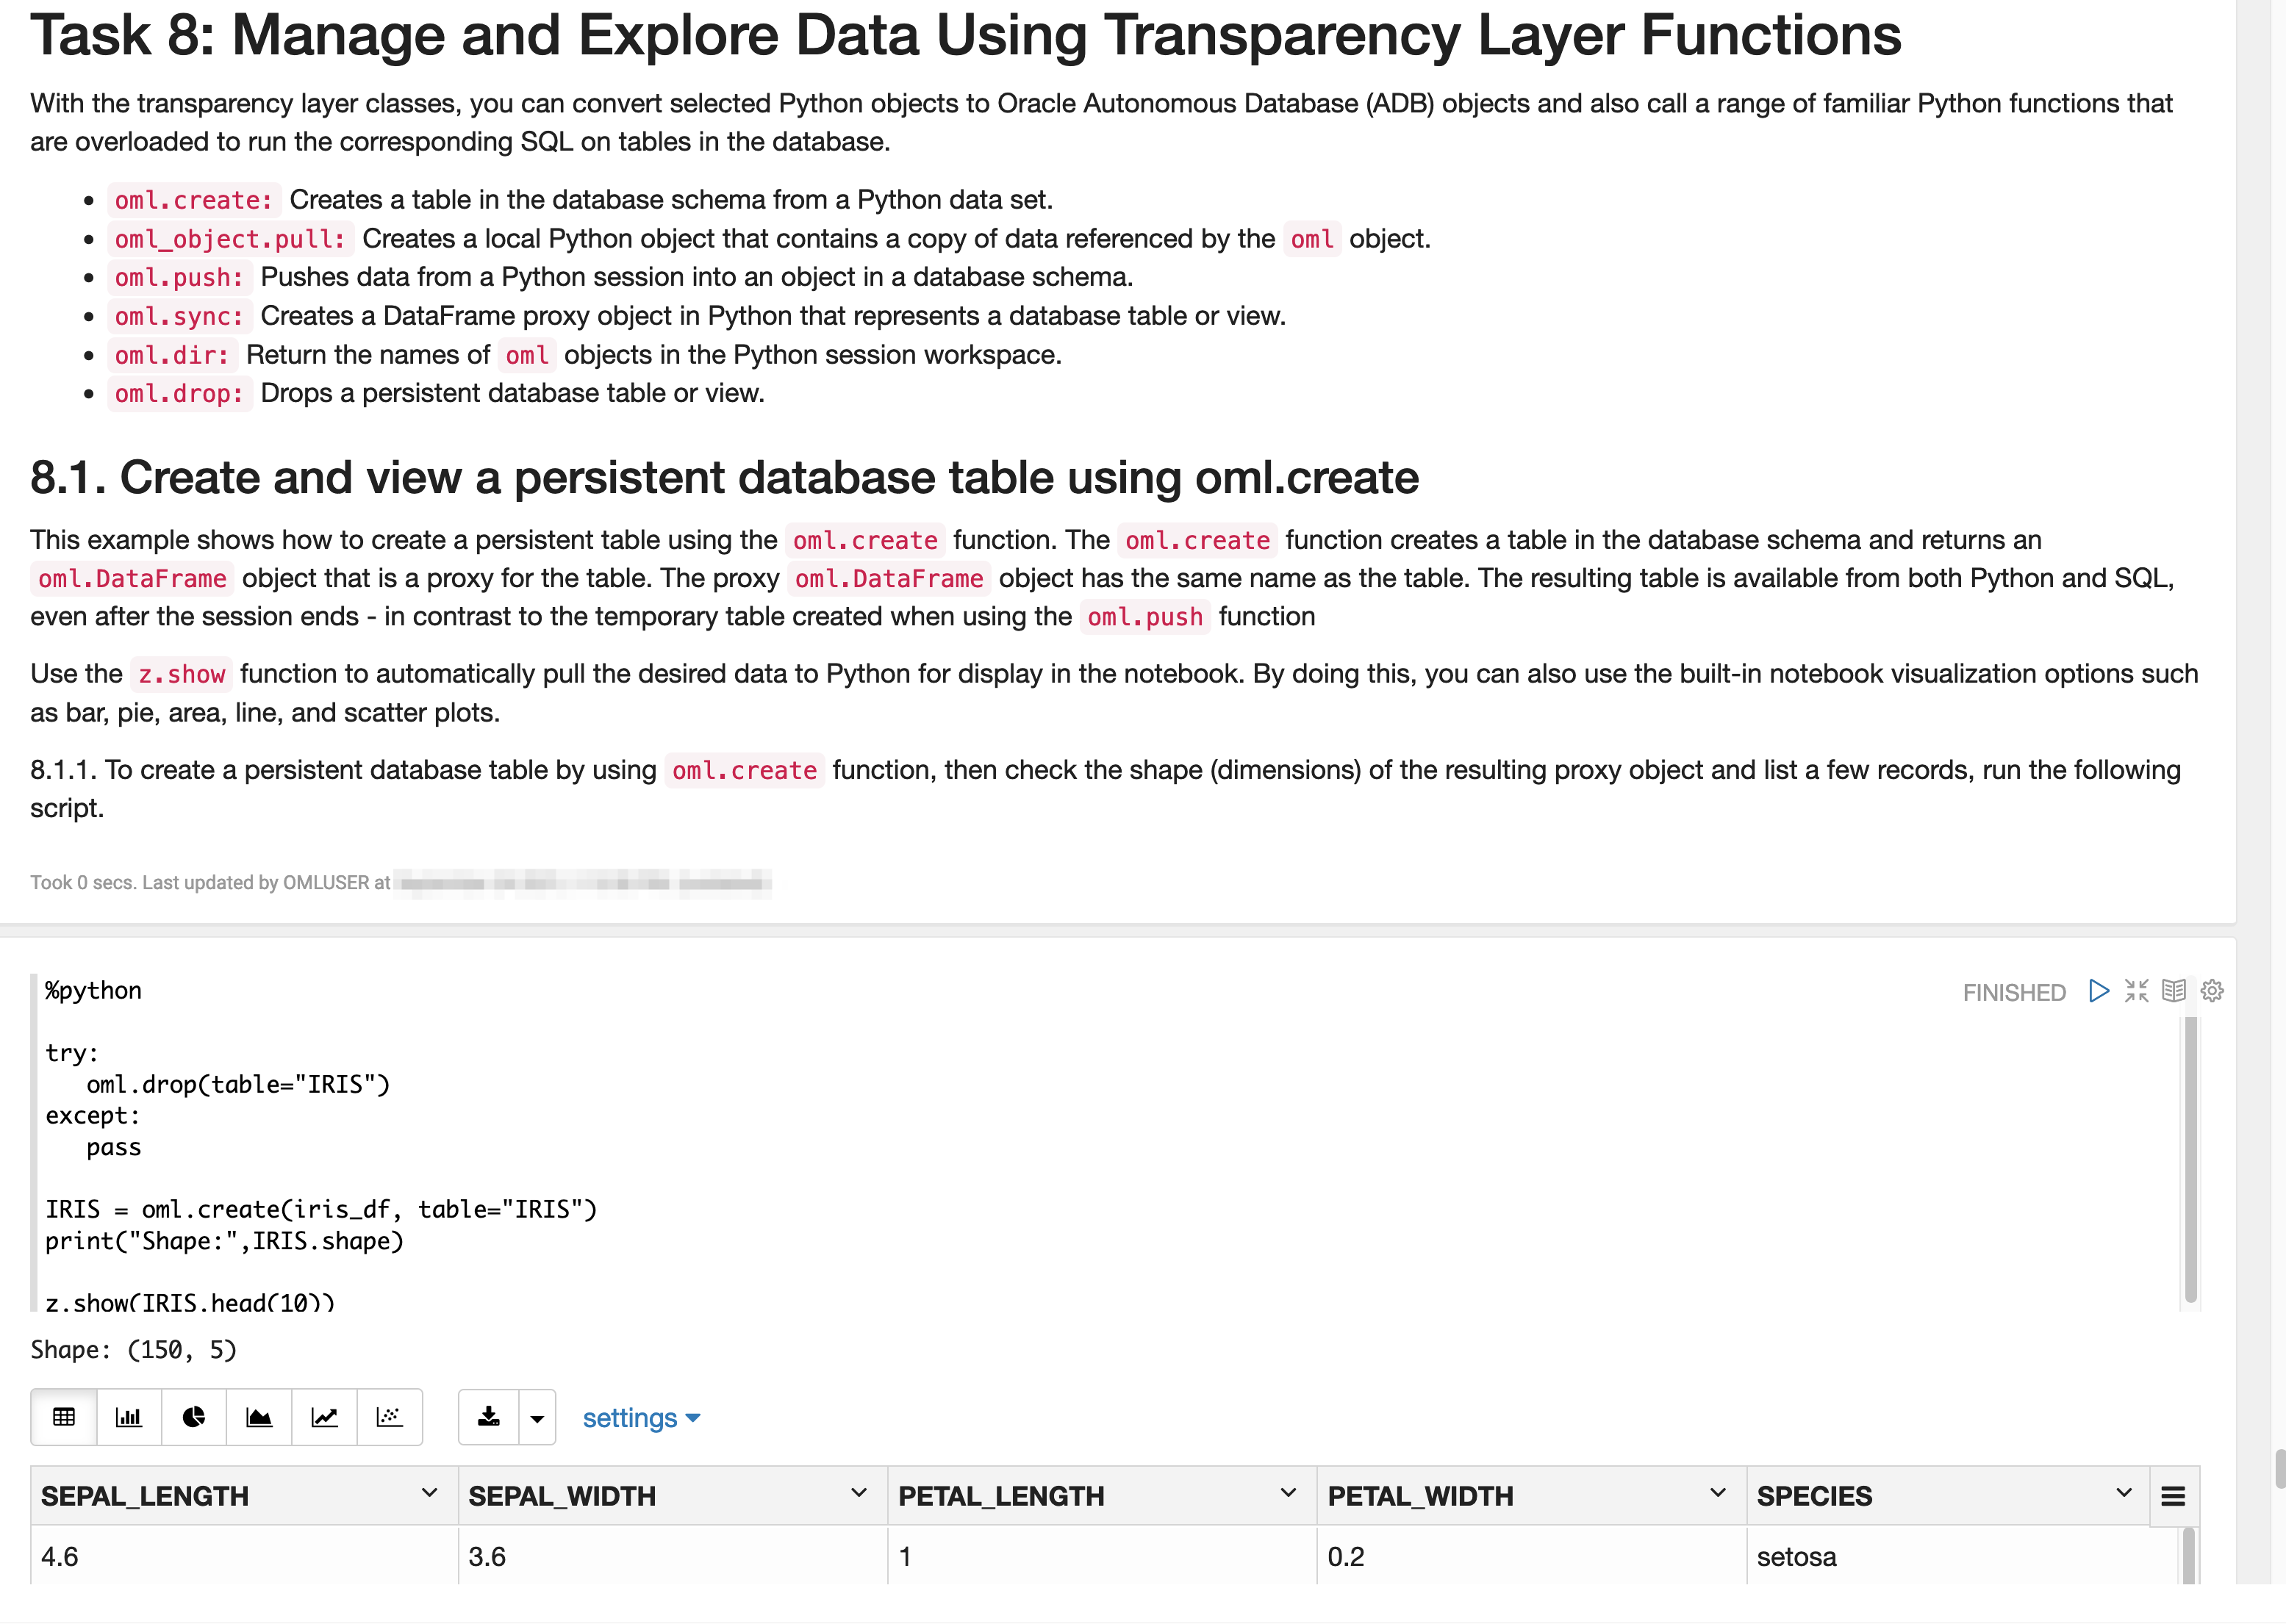 Task 8: Manage and Explore Data Using Transparency Layer Functions
With the transparency layer classes, you can convert selected Python objects to Oracle Autonomous Database (ADB) objects and also call a range of familiar Python functions that
are overloaded to run the corresponding SQL on tables in the database.
• oml.create: Creates a table in the database schema from a Python data set.
• oml_object.pull: Creates a local Python object that contains a copy of data referenced by the oml object.
• oml.push: Pushes data from a Python session into an object in a database schema.
• oml.sync: Creates a DataFrame proxy object in Python that represents a database table or view.
• oml.dir: Return the names of oml objects in the Python session workspace.
• oml.drop: Drops a persistent database table or view.
8.1. Create and view a persistent database table using oml.create
This example shows how to create a persistent table using the oml.create function. The oml.create function creates a table in the database schema and returns an
oml.DataFrame object that is a proxy for the table. The proxy oml.DataFrame object has the same name as the table. The resulting table is available from both Python and SQL,
even after the session ends - in contrast to the temporary table created when using the oml.push function
Use the z.show function to automatically pull the desired data to Python for display in the notebook. By doing this, you can also use the built-in notebook visualization options such
as bar, pie, area, line, and scatter plots.
8.1.1. To create a persistent database table by using oml.create function, then check the shape (dimensions) of the resulting proxy object and list a few records, run the following
script.
Took 0 secs. Last updated by OMLUSER at
%python
FINISHED
try:
   oml.drop(table="IRIS")
except:
   pass
IRIS = oml.create(iris_df, table="IRIS")
print("Shape:",IRIS.shape)
z.show(IRIS.head(10))
Shape: (150, 5)
settings
SEPAL_LENGTH SEPAL_WIDTH PETAL_LENGTH PETAL_WIDTH SPECIES
4.6 3.6 1 0.2 setosa